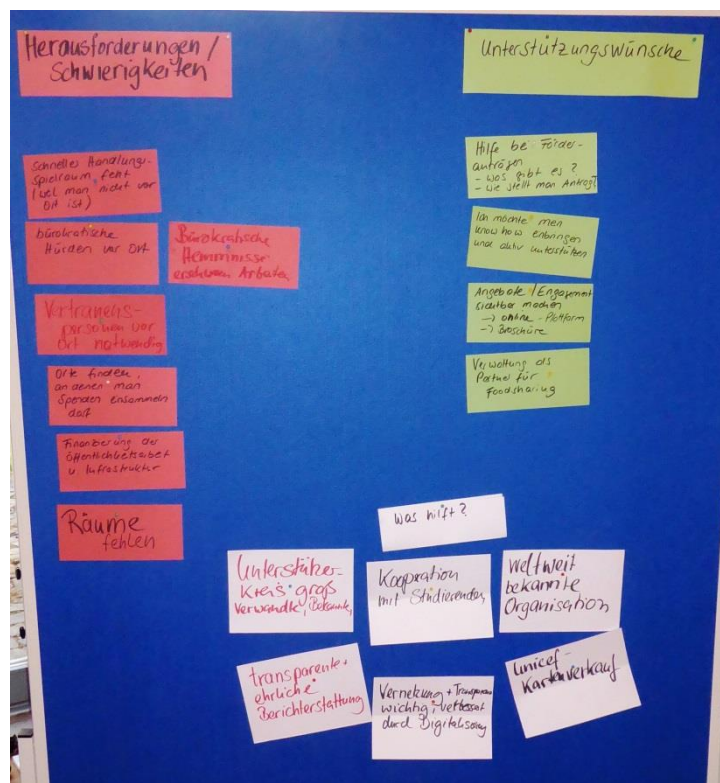 Herausforderungen /
Schwierigkeiten
Schneller Handlungs-
spielraum fehlt
(weil man nicht vor
Ort ist)
bürokratische
Hürden vor Ort
Bürokratische
Hemmnisse
erschweren Arbeiten
Vertrauens-
personen vor
Ort notwendig
Orte finden,
an denen man
Spenden einsammeln
darf
Finanzierung der
Öffentlichkeitsarbeit
u. Infrastruktur
Räume
fehlen
Unterstützungswünsche
Hilfe bei Förder-
anträgen
- was gibt es?
- wie stellt man Antrag?
Ich möchte mein
know how einbringen
und aktiv unterstützen
Angebote / Engagement
sichtbar machen
→ online-Plattform
→ Broschüre
Verwaltung als
Partner für
Foodsharing
Was hilft?
Unterstützer-
Kreis groß
Verwandte, Bekannte,
Kooperation
mit Studierenden
Weltweit
bekannte
Organisation
transparente +
ehrliche
Berichterstattung
Vernetzung + Transparenz
wichtig, verbessert
durch Digitalisierung
Unicef-
Kartenverkauf